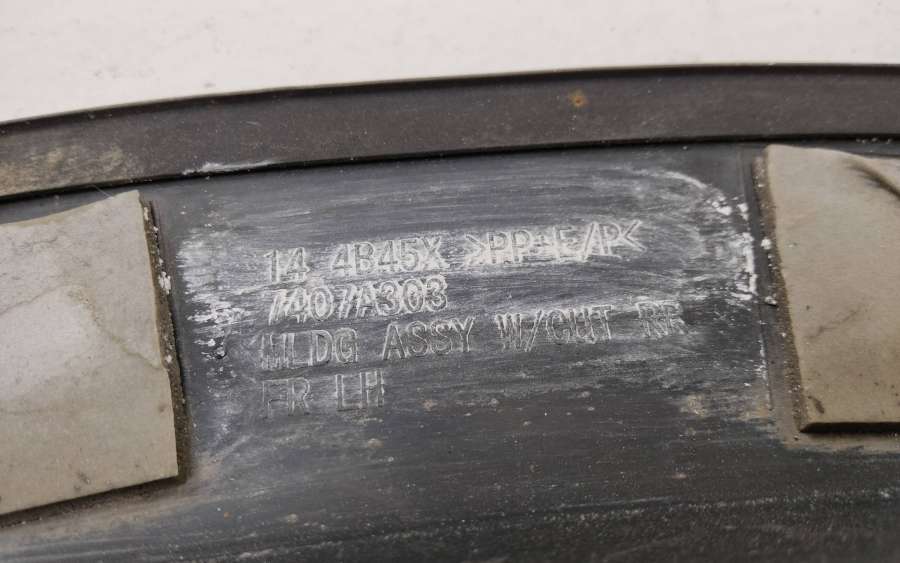 14 4B45X >PP+E/P<
7407A303
MLDG ASSY W/CUT RR
FR LH